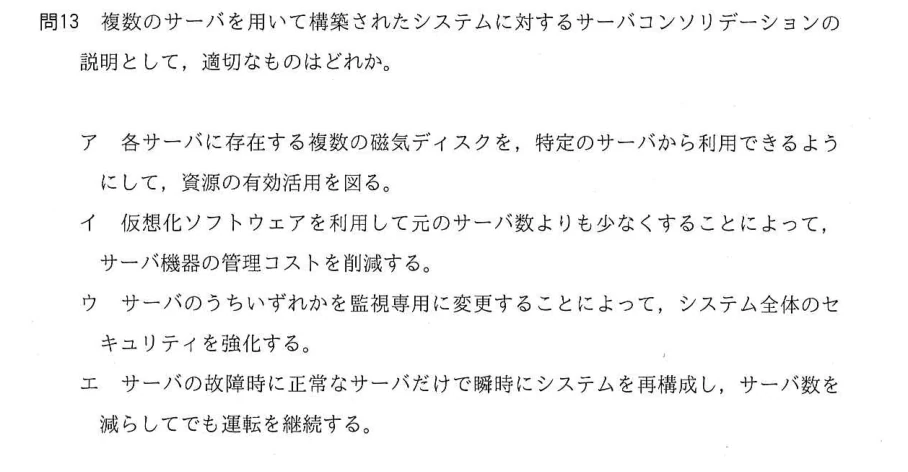 問13 複数のサーバを用いて構築されたシステムに対するサーバコンソリデーションの
説明として，適切なものはどれか。
ア 各サーバに存在する複数の磁気ディスクを，特定のサーバから利用できるよう
にして，資源の有効活用を図る。
イ 仮想化ソフトウェアを利用して元のサーバ数よりも少なくすることによって，
サーバ機器の管理コストを削減する。
ウ サーバのうちいずれかを監視専用に変更することによって，システム全体のセ
キュリティを強化する。
エ サーバの故障時に正常なサーバだけで瞬時にシステムを再構成し，サーバ数を
減らしてでも運転を継続する。